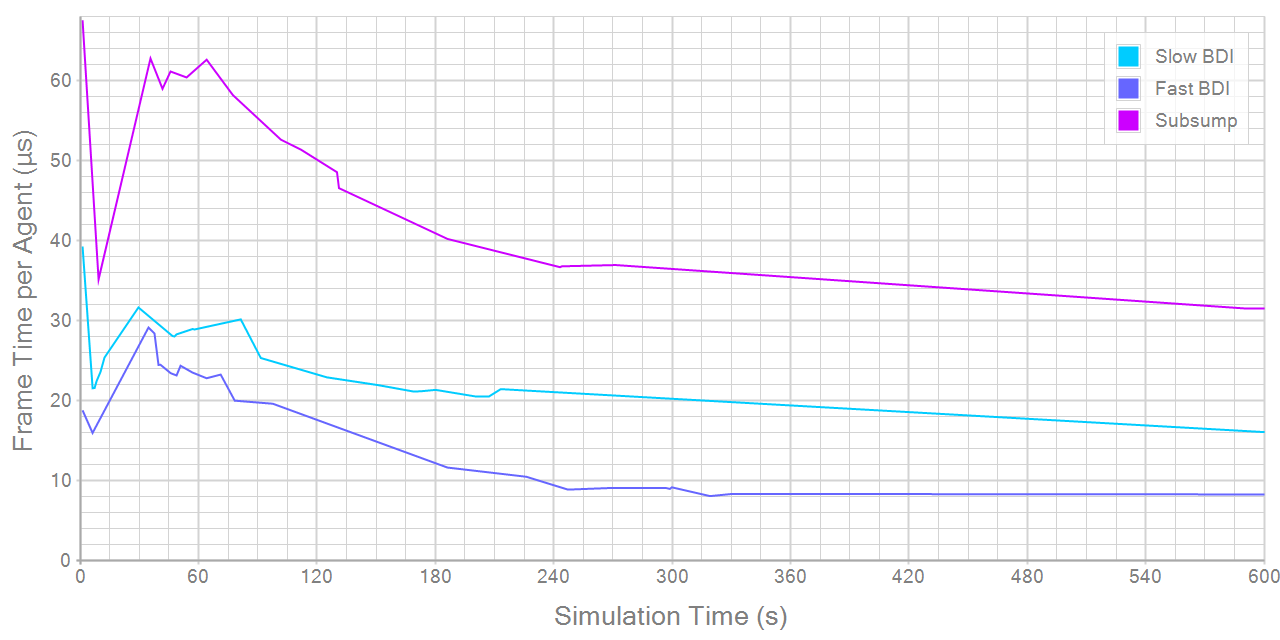 Slow BDI
Fast BDI
Subsump
Frame Time per Agent (µs)
60
50
40
30
20
10
0
0 60 120 180 240 300 360 420 480 540 600
Simulation Time (s)